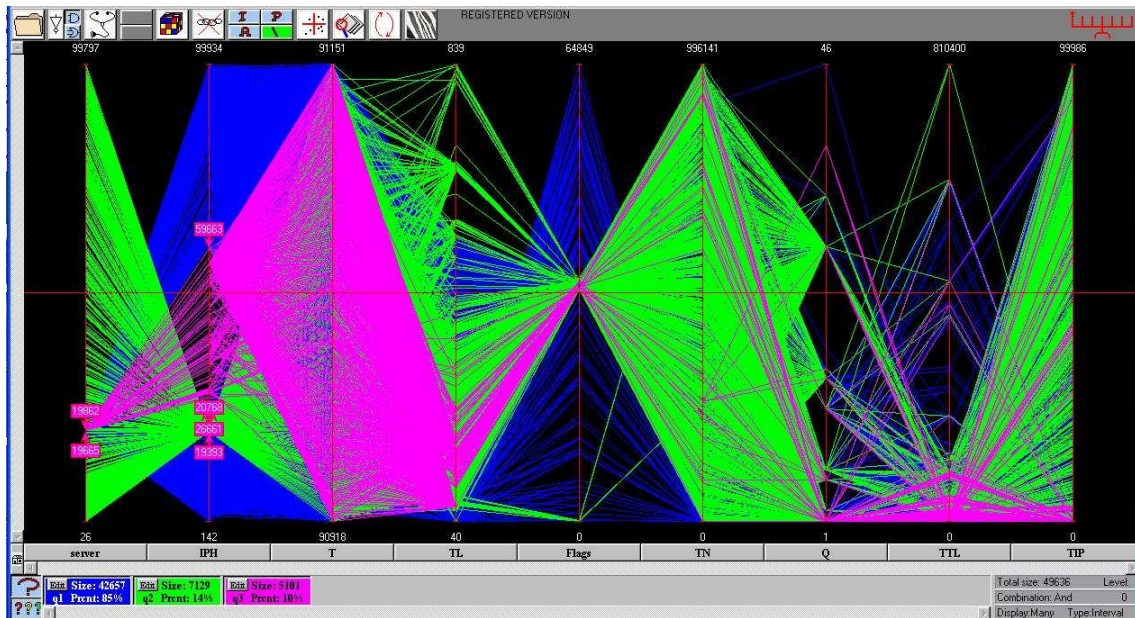 REGISTERED VERSION
I P
A
99797 99934 91151 839 64849 996141 46 810400 99986
59663
19862
20768
26661
19665
19393
26 142 90918 40 0 0 1 0 0
server IPH T TL Flags TN Q TTL TIP
Edit Size: 42657 Edit Size: 7129 Edit Size: 5101
q1 Prcnt: 85% q2 Prcnt: 14% q3 Prcnt: 10%
Total size: 49636 Level:
Combination: And 0
Display:Many Type:Interval
? ???